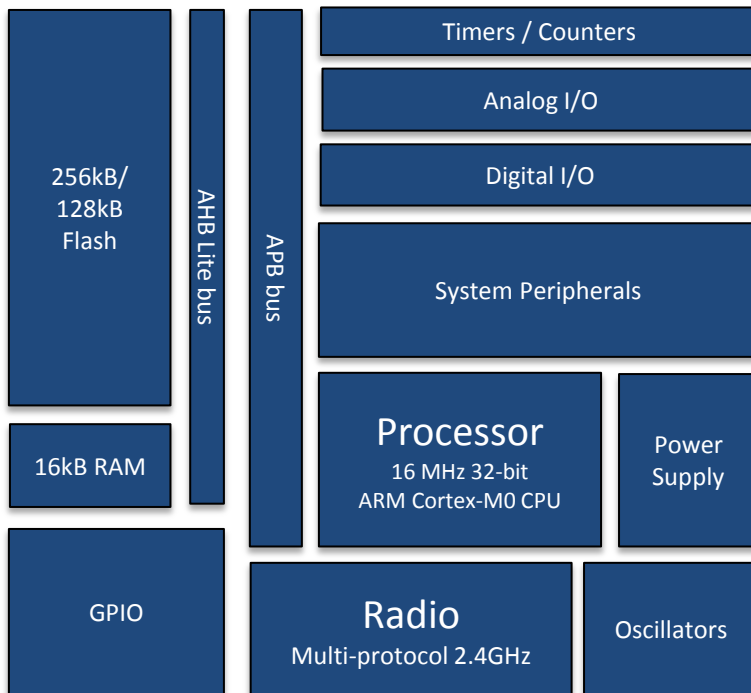 256kB/
128kB
Flash
16kB RAM
GPIO
AHB Lite bus
APB bus
Timers / Counters
Analog I/O
Digital I/O
System Peripherals
Processor
16 MHz 32-bit
ARM Cortex-M0 CPU
Power
Supply
Radio
Multi-protocol 2.4GHz
Oscillators